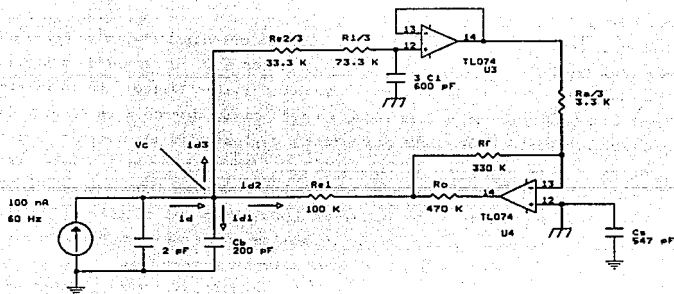 Re2/3
33.3 K
R1/3
73.3 K
13
12
14
TL074
U3
3 C1
600 pF
Ra/3
3.3 K
Vc
id3
Rf
330 K
100 nA
60 Hz
id
id2
id1
Re1
100 K
Ro
470 K
14
13
12
TL074
U4
2 pF
Cb
200 pF
Cs
547 pF